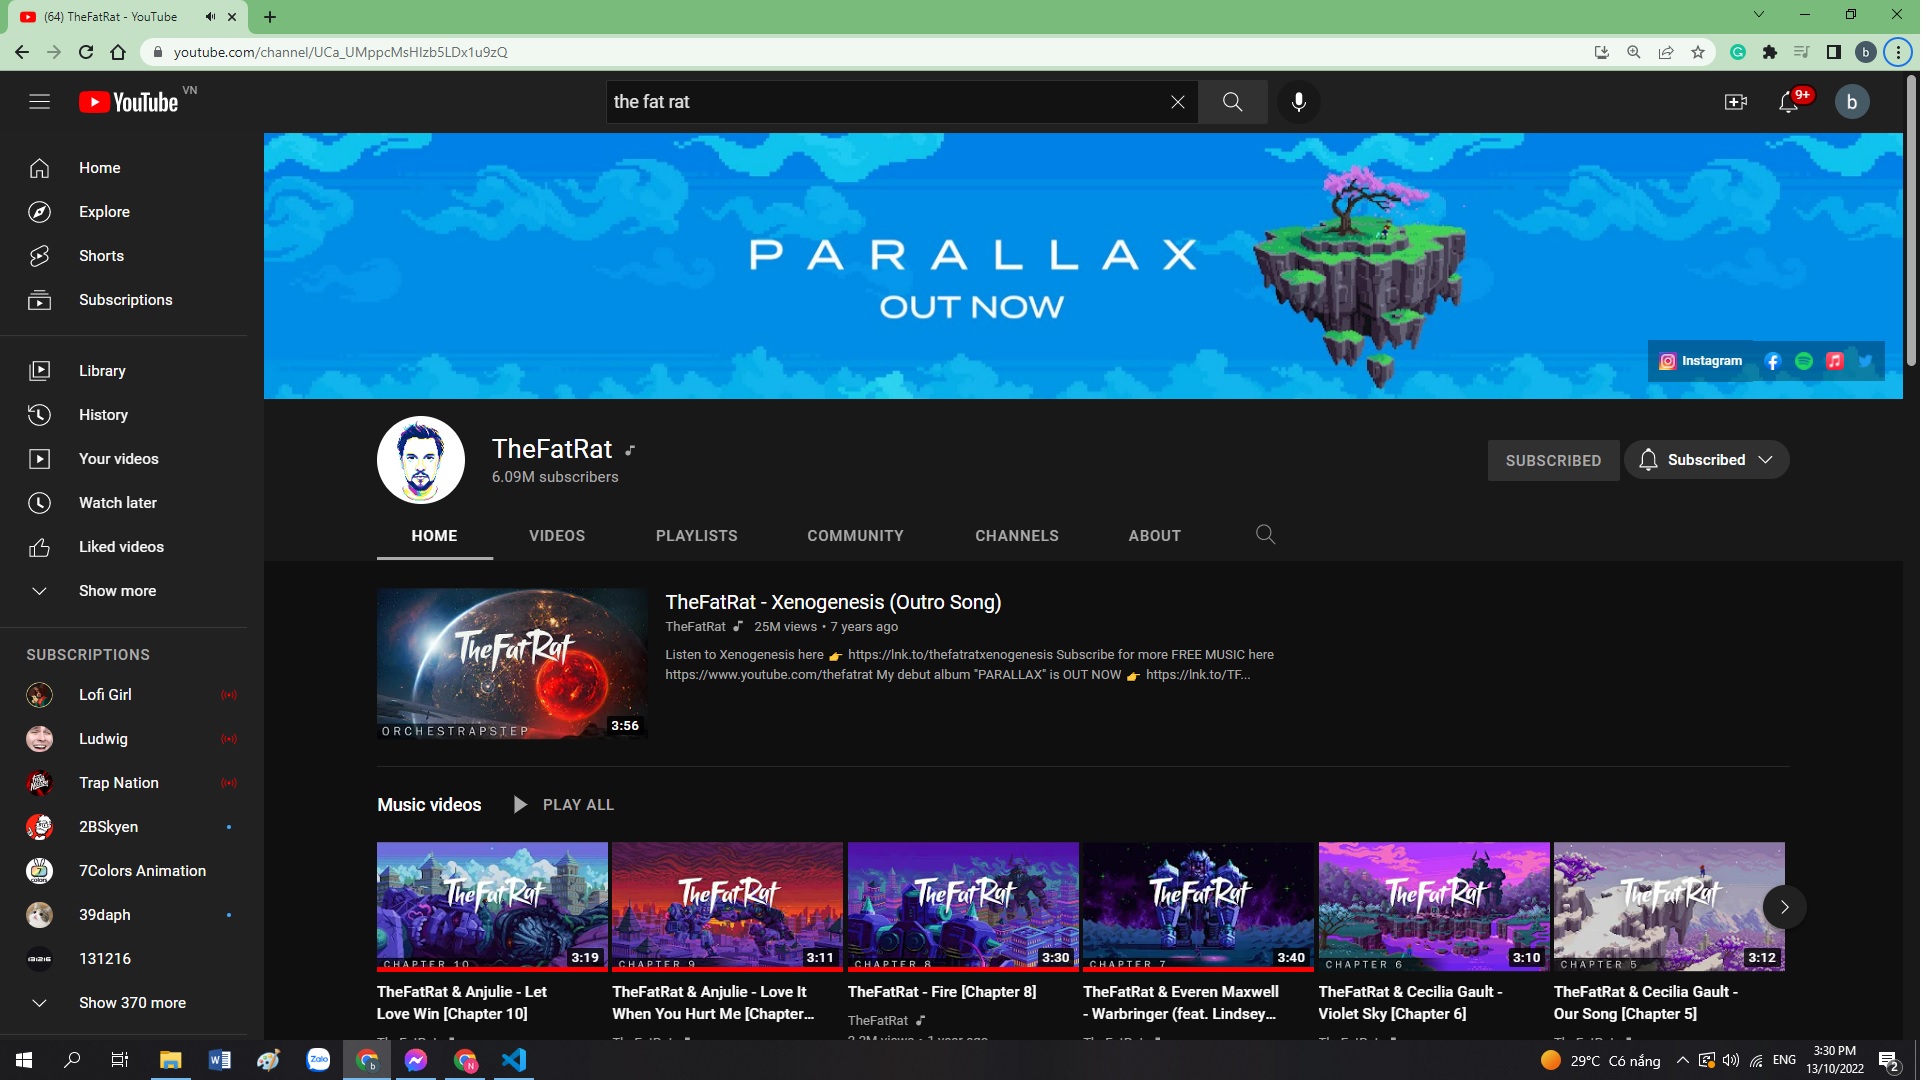 (64) TheFatRat - YouTube
youtube.com/channel/UCa_UMppcMsHIzb5LDx1u9zQ
b
YouTube VN
the fat rat
9+
b
Home
Explore
Shorts
Subscriptions
Library
History
Your videos
Watch later
Liked videos
Show more
SUBSCRIPTIONS
Lofi Girl
Ludwig
Trap Nation
2BSkyen
7Colors Animation
39daph
131216
Show 370 more
PARALLAX
OUT NOW
Instagram
TheFatRat
6.09M subscribers
SUBSCRIBED
Subscribed
HOME VIDEOS PLAYLISTS COMMUNITY CHANNELS ABOUT
TheFatRat
ORCHESTRAPSTEP
3:56
TheFatRat - Xenogenesis (Outro Song)
TheFatRat 25M views • 7 years ago
Listen to Xenogenesis here 👉 https://lnk.to/thefatratxenogenesis Subscribe for more FREE MUSIC here
https://www.youtube.com/thefatrat My debut album "PARALLAX" is OUT NOW 👉 https://lnk.to/TF...
Music videos PLAY ALL
TheFatRat
CHAPTER 10
3:19
TheFatRat & Anjulie - Let
Love Win [Chapter 10]
TheFatRat
CHAPTER 9
3:11
TheFatRat & Anjulie - Love It
When You Hurt Me [Chapter...
TheFatRat
CHAPTER 8
3:30
TheFatRat - Fire [Chapter 8]
TheFatRat
TheFatRat
CHAPTER 7
3:40
TheFatRat & Everen Maxwell
- Warbringer (feat. Lindsey...
TheFatRat
CHAPTER 6
3:10
TheFatRat & Cecilia Gault -
Violet Sky [Chapter 6]
TheFatRat
CHAPTER 5
3:12
TheFatRat & Cecilia Gault -
Our Song [Chapter 5]
Zalo
29°C Có nắng
ENG
3:30 PM
13/10/2022
2